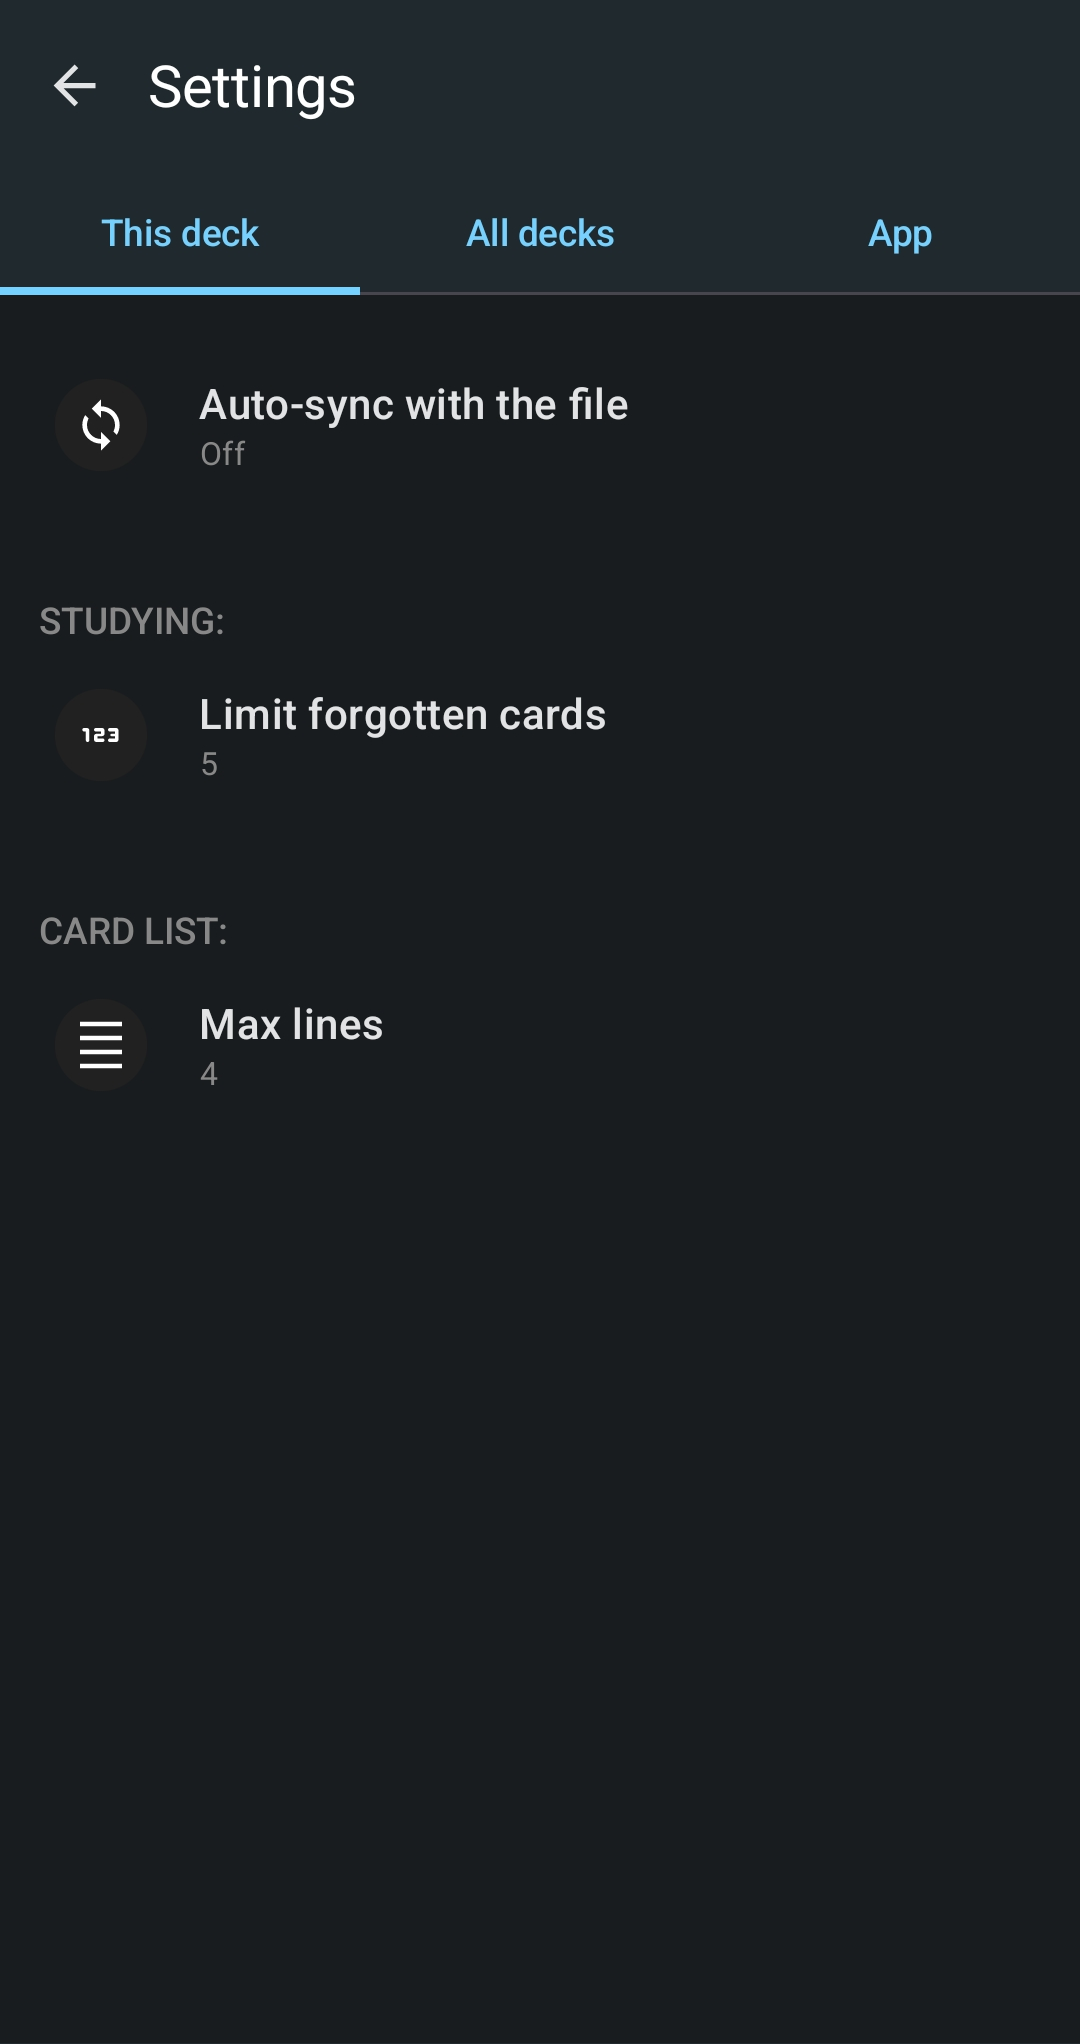 Settings
This deck
All decks
App
Auto-sync with the file
Off
STUDYING:
123
Limit forgotten cards
5
CARD LIST:
Max lines
4